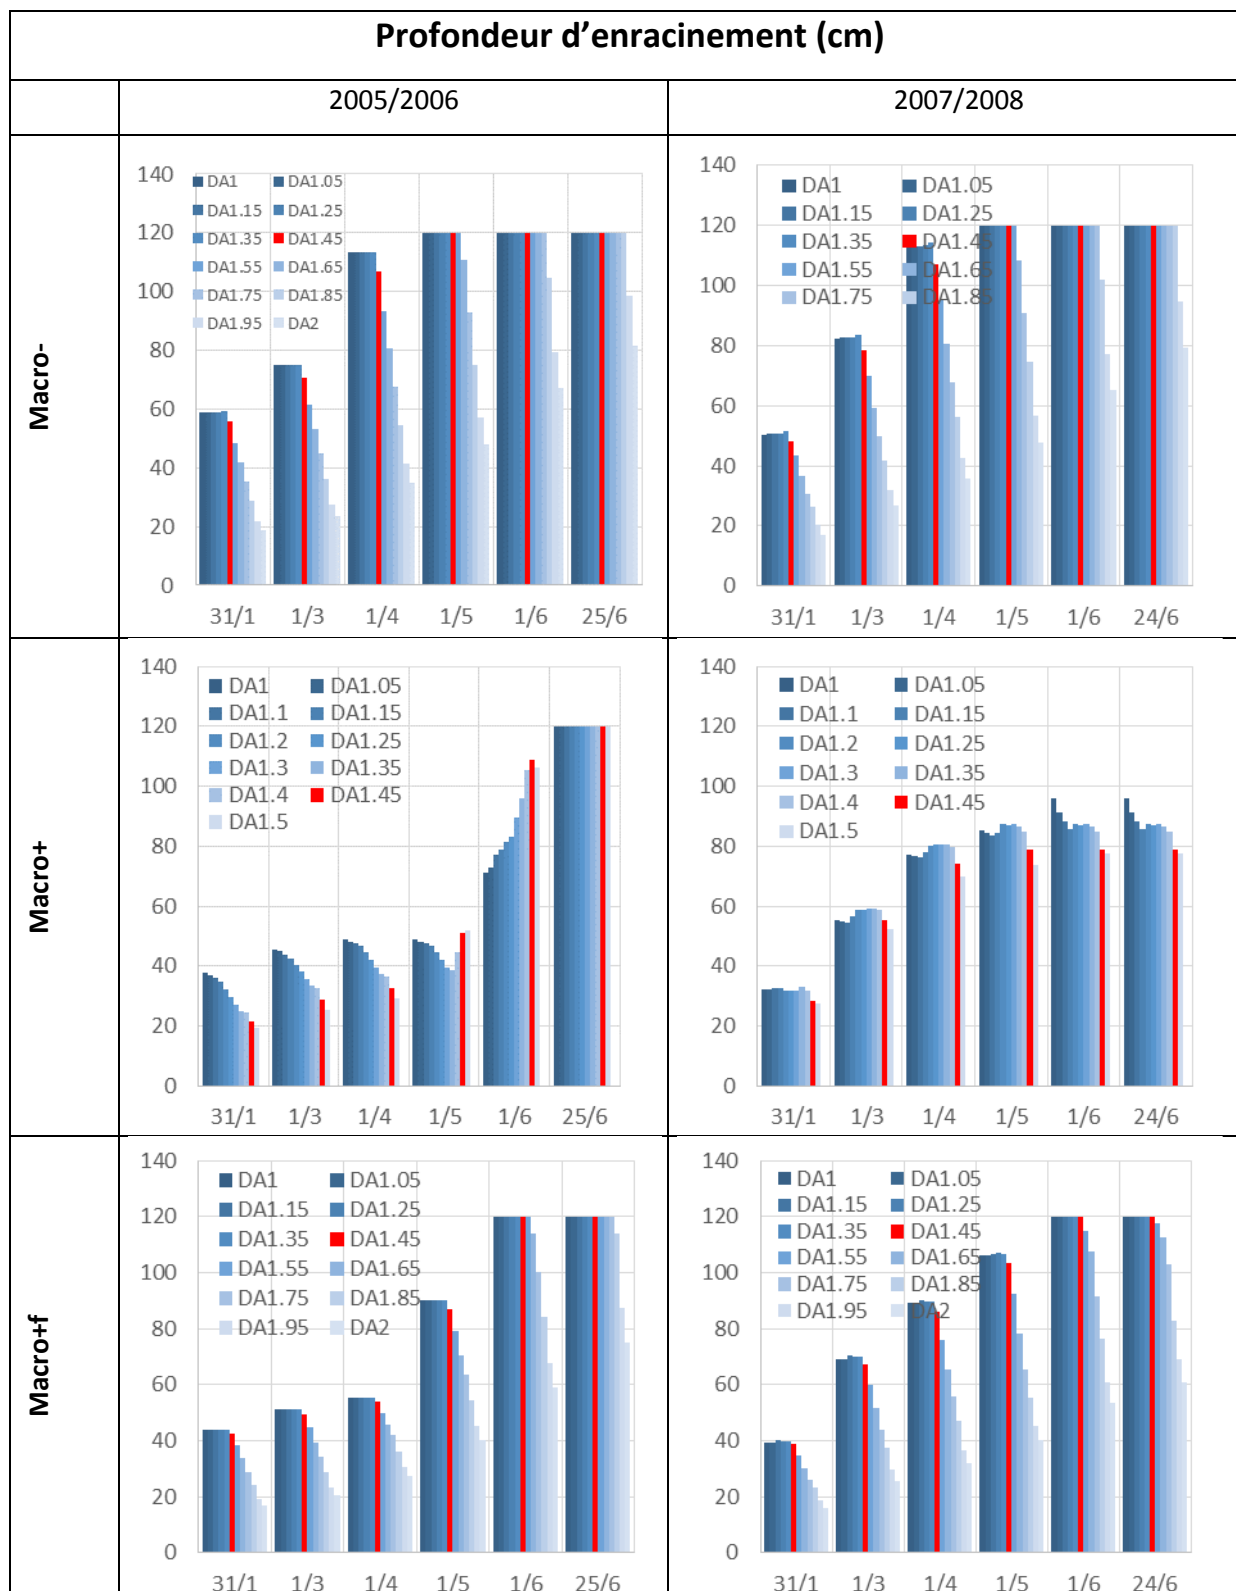 Profondeur d'enracinement (cm)
2005/2006 2007/2008
Macro-
140
120
100
80
60
40
20
0
DA1 DA1.05
DA1.15 DA1.25
DA1.35 DA1.45
DA1.55 DA1.65
DA1.75 DA1.85
DA1.95 DA2
31/1 1/3 1/4 1/5 1/6 25/6
140
120
100
80
60
40
20
0
DA1 DA1.05
DA1.15 DA1.25
DA1.35 DA1.45
DA1.55 DA1.65
DA1.75 DA1.85
31/1 1/3 1/4 1/5 1/6 24/6
Macro+
140
120
100
80
60
40
20
0
DA1 DA1.05
DA1.1 DA1.15
DA1.2 DA1.25
DA1.3 DA1.35
DA1.4 DA1.45
DA1.5
31/1 1/3 1/4 1/5 1/6 25/6
140
120
100
80
60
40
20
0
DA1 DA1.05
DA1.1 DA1.15
DA1.2 DA1.25
DA1.3 DA1.35
DA1.4 DA1.45
DA1.5
31/1 1/3 1/4 1/5 1/6 24/6
Macro+f
140
120
100
80
60
40
20
0
DA1 DA1.05
DA1.15 DA1.25
DA1.35 DA1.45
DA1.55 DA1.65
DA1.75 DA1.85
DA1.95 DA2
31/1 1/3 1/4 1/5 1/6 25/6
140
120
100
80
60
40
20
0
DA1 DA1.05
DA1.15 DA1.25
DA1.35 DA1.45
DA1.55 DA1.65
DA1.75 DA1.85
DA1.95 DA2
31/1 1/3 1/4 1/5 1/6 24/6